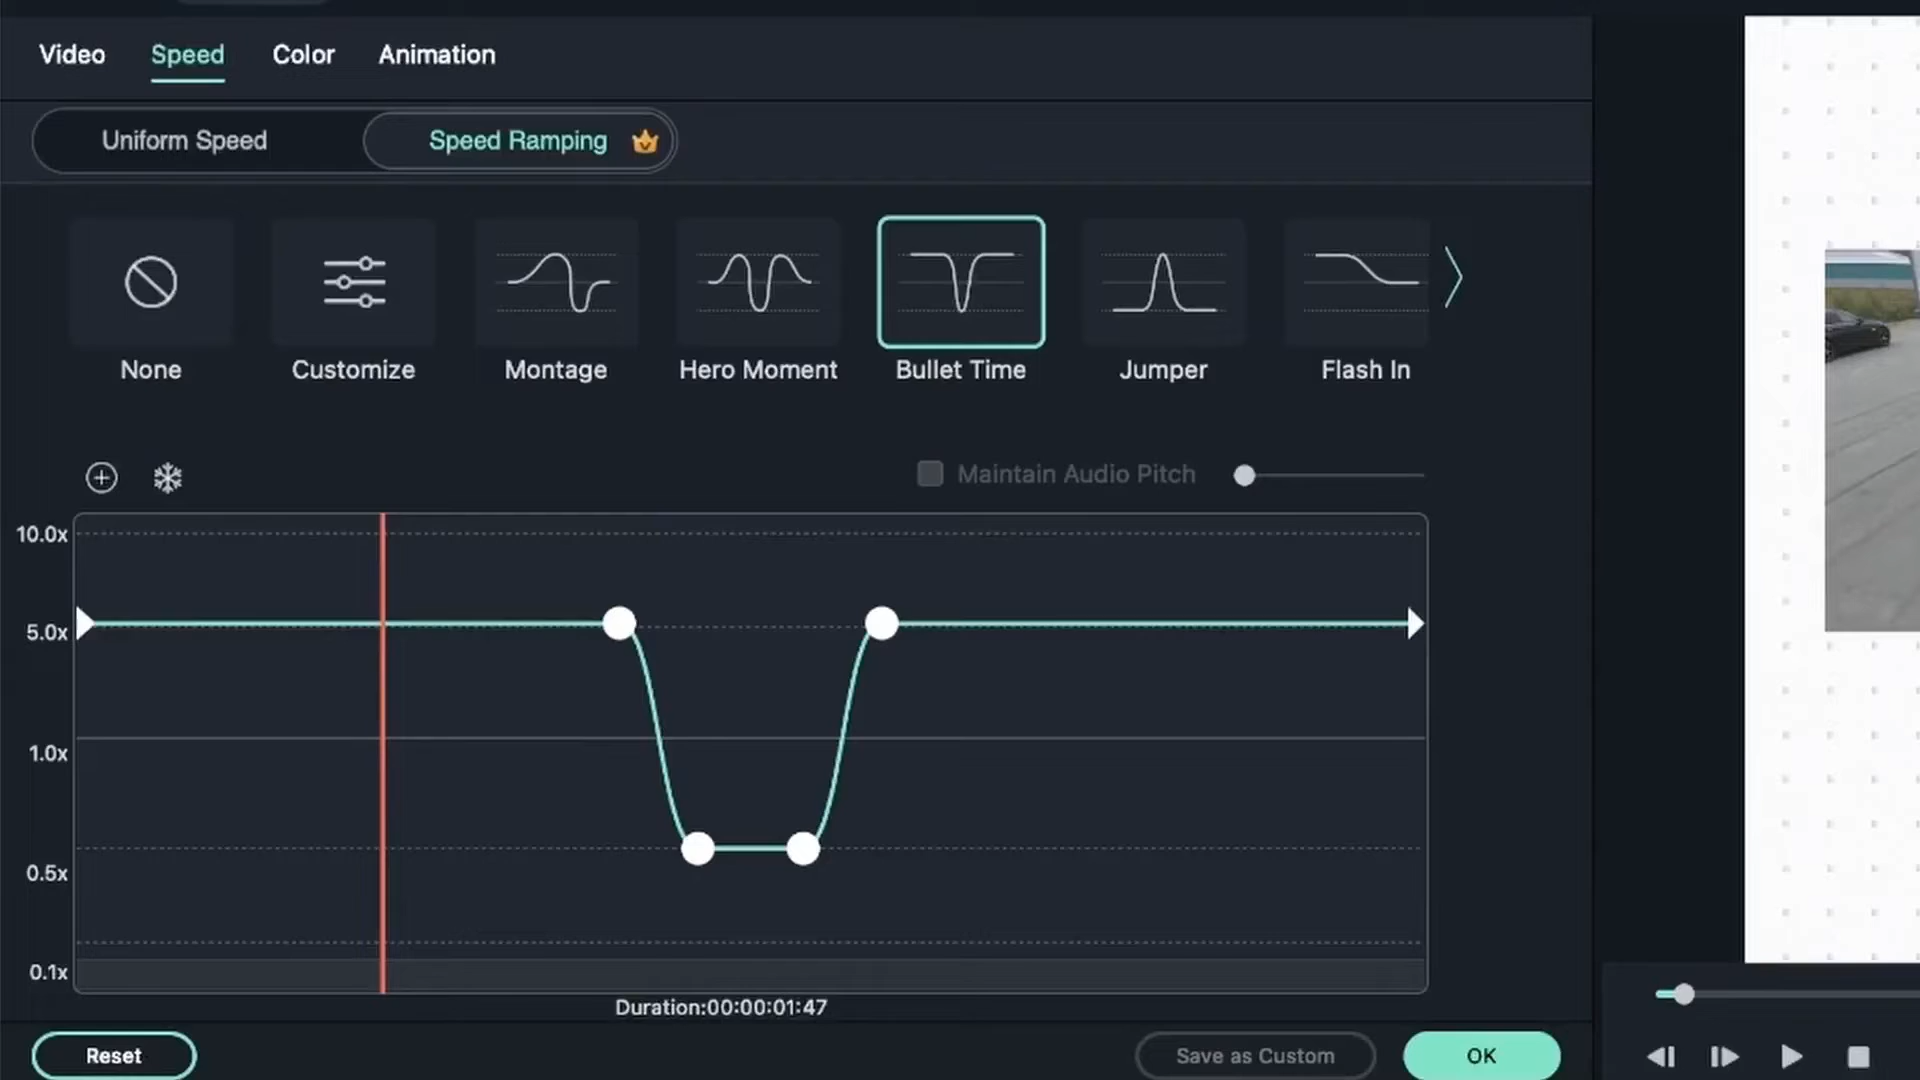 Video Speed Color Animation
Uniform Speed Speed Ramping
None Customize Montage Hero Moment Bullet Time Jumper Flash In
Maintain Audio Pitch
10.0x
5.0x
1.0x
0.5x
0.1x
Duration:00:00:01:47
Reset Save as Custom OK